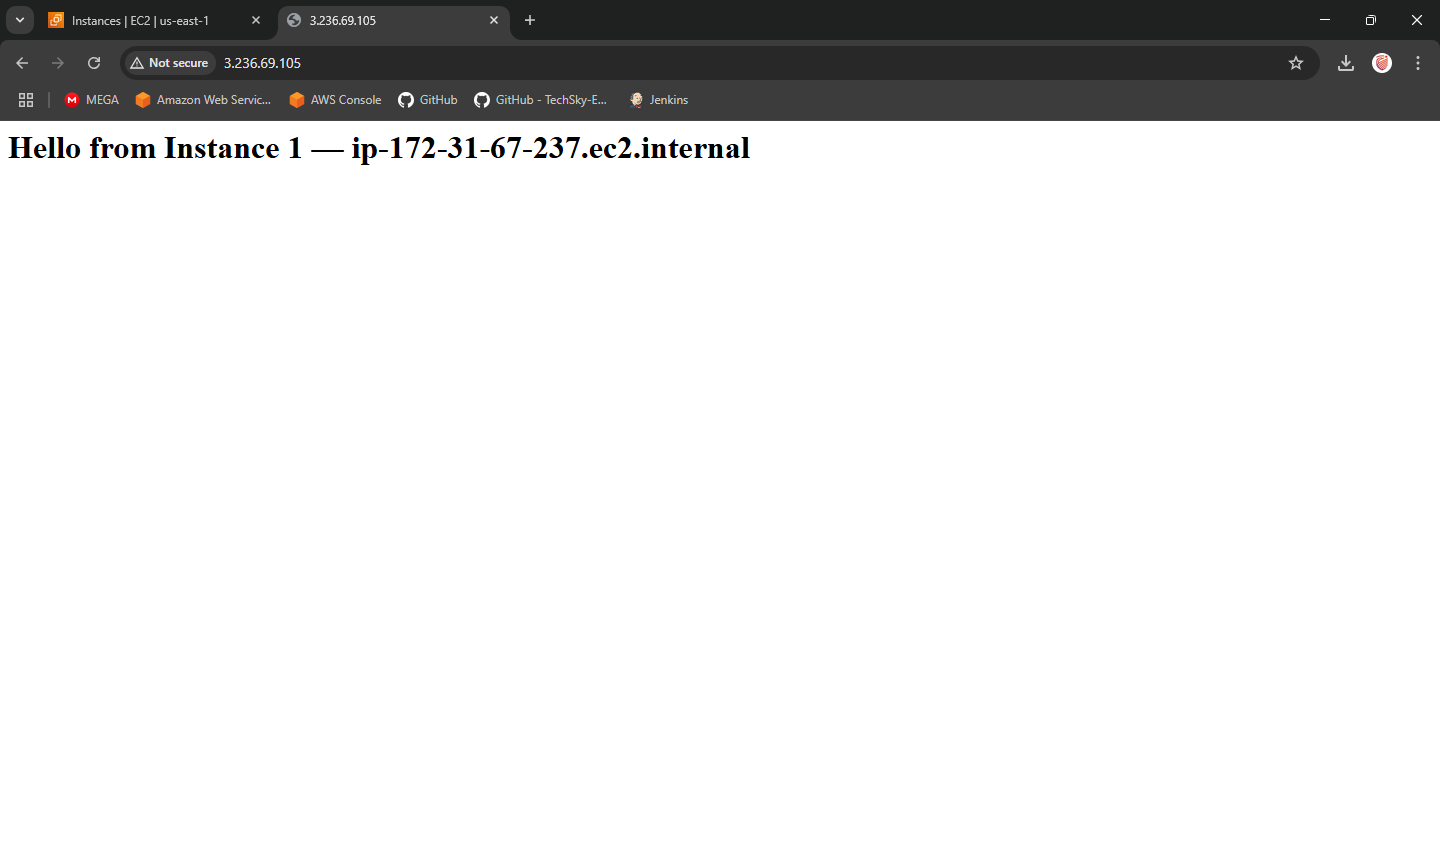 Instances | EC2 | us-east-1
3.236.69.105
Not secure
3.236.69.105
MEGA
Amazon Web Servic...
AWS Console
GitHub
GitHub - TechSky-E...
Jenkins
Hello from Instance 1 — ip-172-31-67-237.ec2.internal